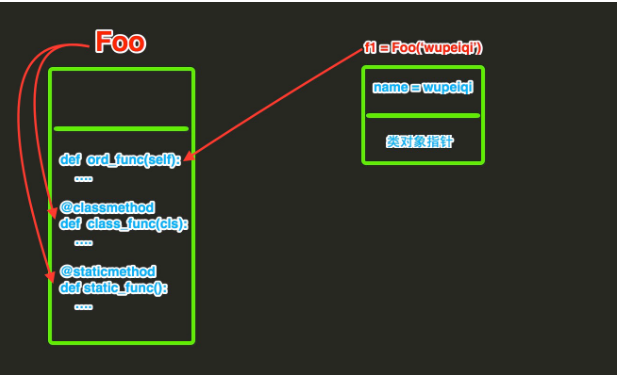 Foo
def ord_func(self):
....
@classmethod
def class_func(cls):
....
@staticmethod
def static_func():
....
f1 = Foo('wupeiqi')
name = wupeiqi
类对象指针